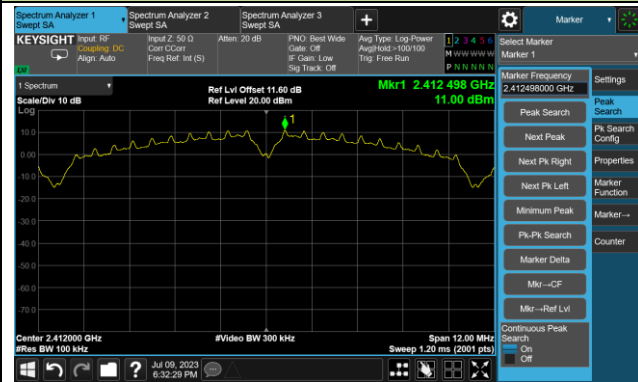 Spectrum Analyzer 1
Swept SA
Spectrum Analyzer 2
Swept SA
Spectrum Analyzer 3
Swept SA
+
Marker
KEYSIGHT
Input: RF
Coupling: DC
Align: Auto
Input Z: 50 Ω
Corr CCorr
Freq Ref: Int (S)
Atten: 20 dB
PNO: Best Wide
Gate: Off
IF Gain: Low
Sig Track: Off
Avg Type: Log-Power
Avg|Hold:>100/100
Trig: Free Run
1 2 3 4 5 6
M W W W W W
P N N N N N
Select Marker
Marker 1
1 Spectrum
Scale/Div 10 dB
Log
Ref Lvl Offset 11.60 dB
Ref Level 20.00 dBm
Mkr1 2.412 498 GHz
11.00 dBm
1
10.0
0.00
-10.0
-20.0
-30.0
-40.0
-50.0
-60.0
-70.0
Center 2.412000 GHz
#Res BW 100 kHz
#Video BW 300 kHz
Span 12.00 MHz
Sweep 1.20 ms (2001 pts)
Marker Frequency
2.412498000 GHz
Peak Search
Next Peak
Next Pk Right
Next Pk Left
Minimum Peak
Pk-Pk Search
Marker Delta
Mkr→CF
Mkr→Ref Lvl
Continuous Peak
Search
On
Off
Settings
Peak
Search
Pk Search
Config
Properties
Marker
Function
Marker→
Counter
?
Jul 09, 2023
6:32:29 PM